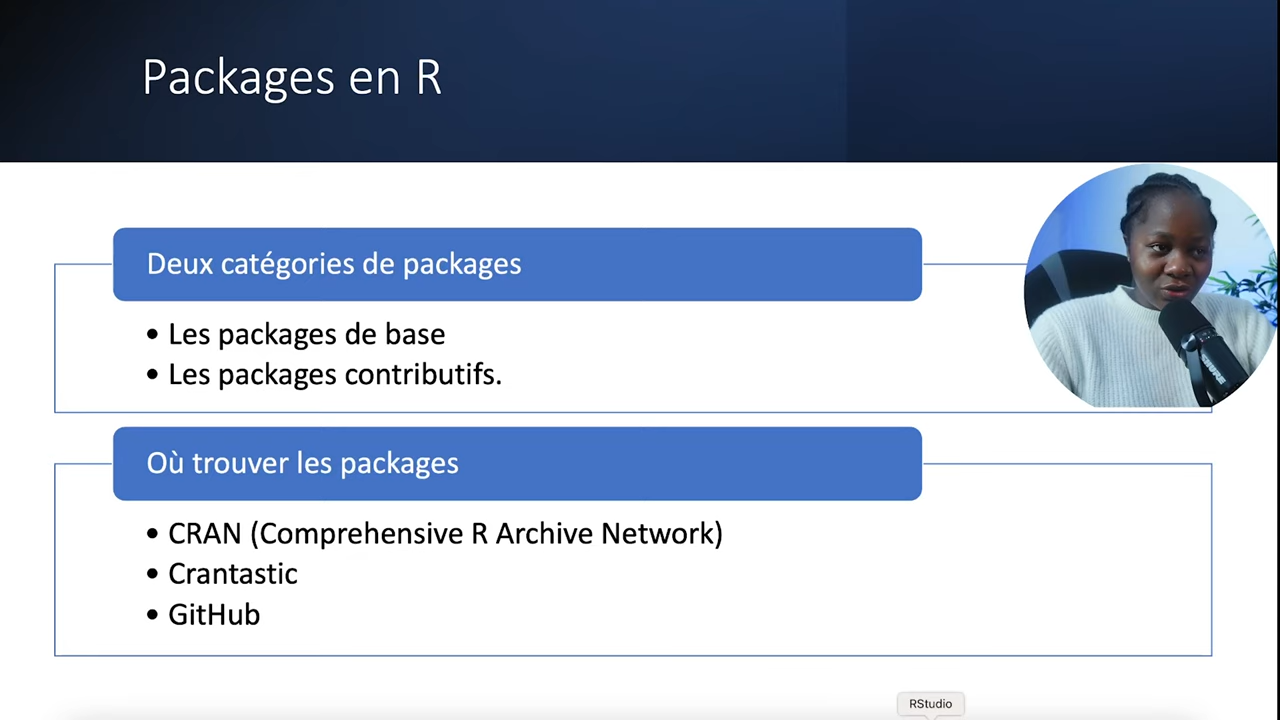 Packages en R
Deux catégories de packages
• Les packages de base
• Les packages contributifs.
Où trouver les packages
• CRAN (Comprehensive R Archive Network)
• Crantastic
• GitHub
SHURE
RStudio